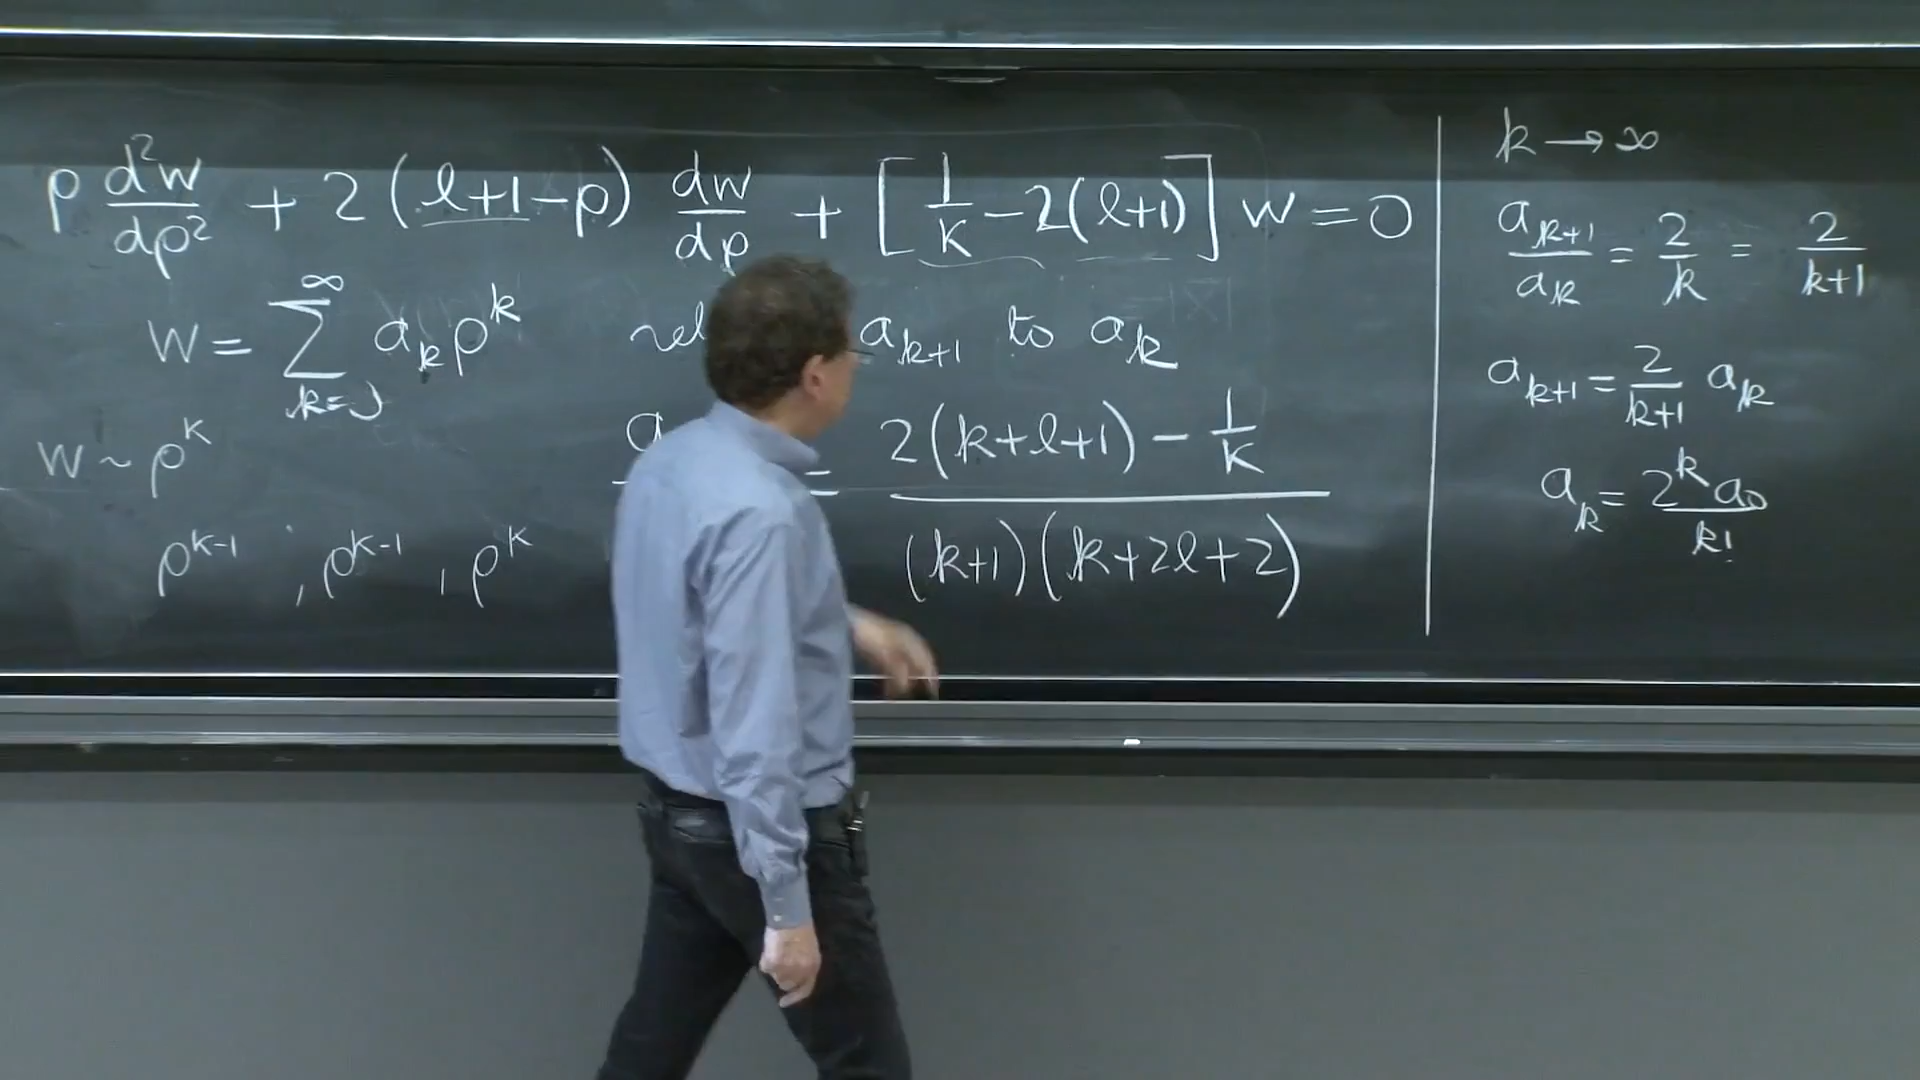 ρ d²w/dρ² + 2(l+1-ρ) dw/dρ + [1/K - 2(l+1)] w = 0
w = ∑_{k=0}^{∞} a_k ρ^k a_{k+1} to a_k
w ~ ρ^k
= (2(k+l+1) - 1/K) / ((k+1)(k+2l+2))
ρ^{k-1}, ρ^{k-1}, ρ^k
k → ∞
a_{k+1}/a_k = 2/k = 2/(k+1)
a_{k+1} = 2/(k+1) a_k
a_k = 2^k a_0 / k!